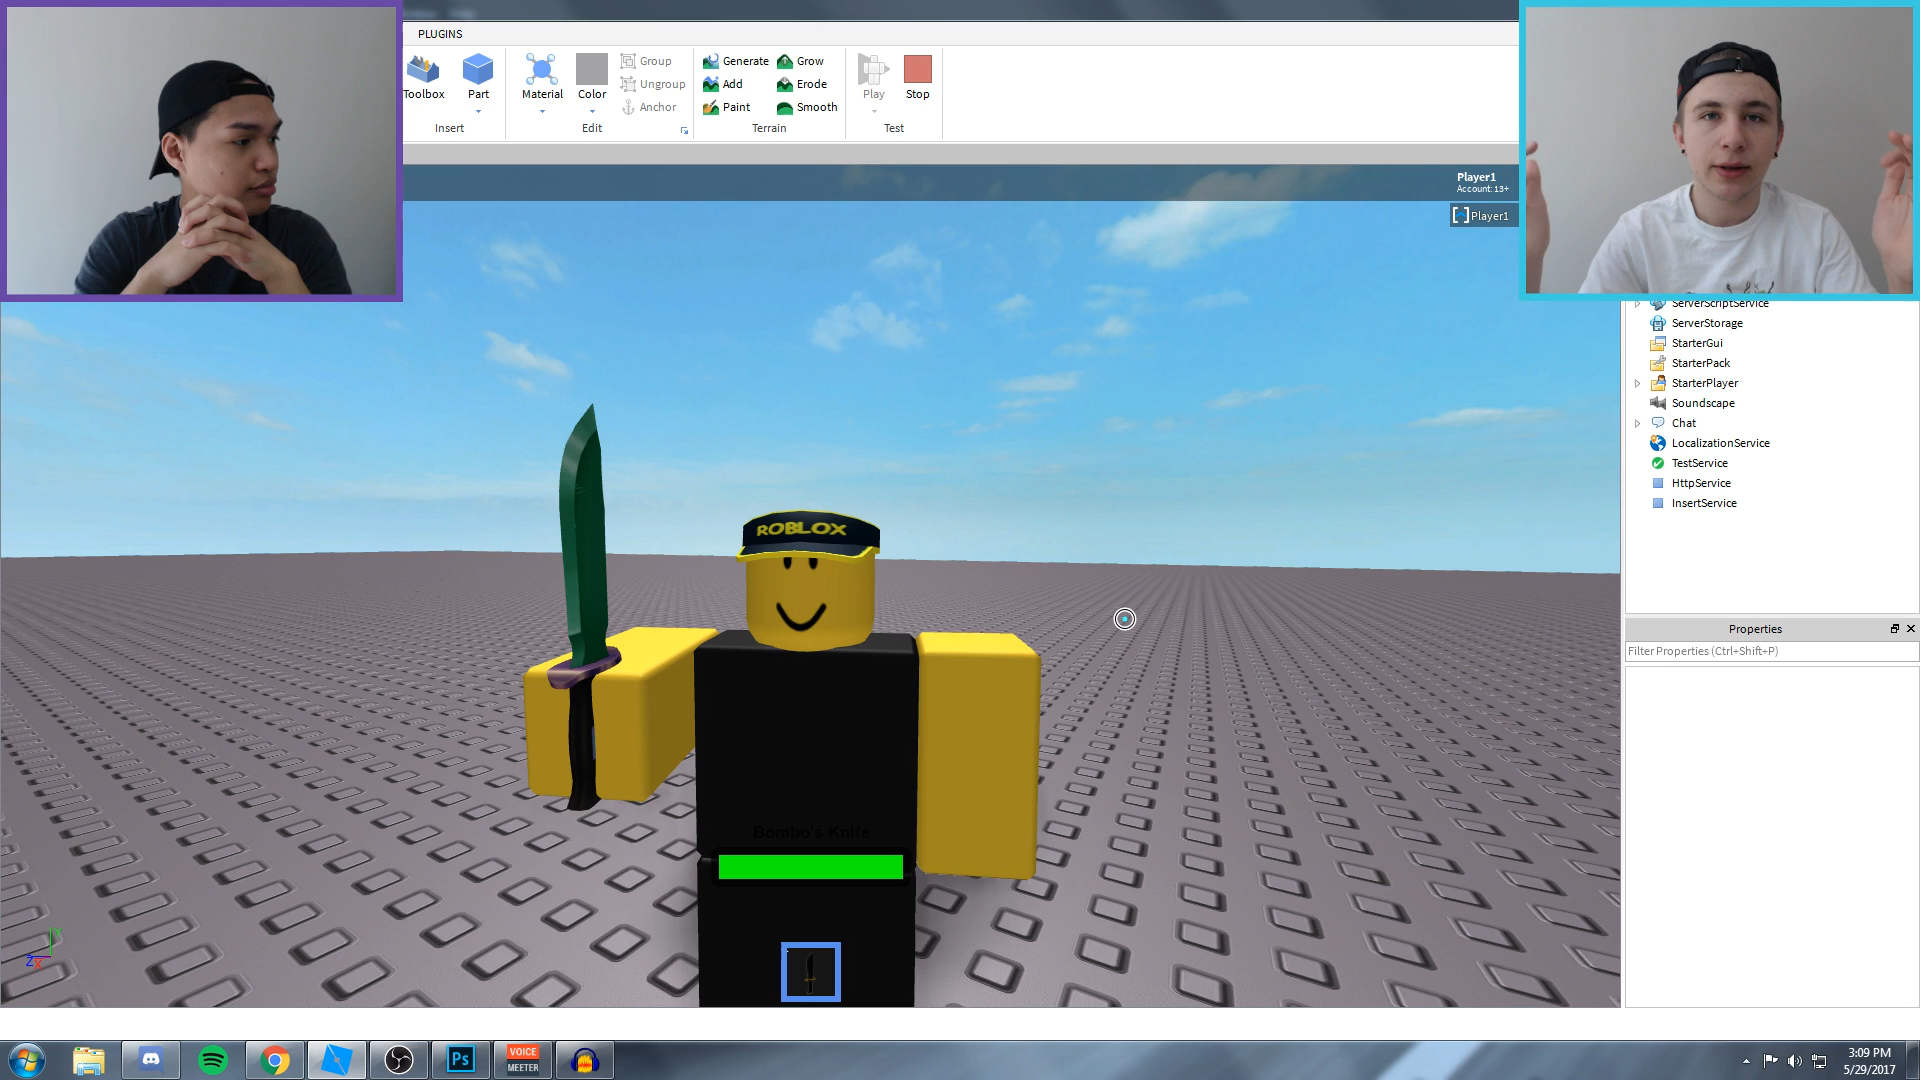 PLUGINS
Toolbox
Part
Insert
Material
Color
Group
Ungroup
Anchor
Edit
Generate
Add
Paint
Grow
Erode
Smooth
Terrain
Play
Stop
Test
Player1
Account: 13+
Player1
ServerScriptService
ServerStorage
StarterGui
StarterPack
StarterPlayer
Soundscape
Chat
LocalizationService
TestService
HttpService
InsertService
Properties
Filter Properties (Ctrl+Shift+P)
ROBLOX
Bombo's Knife
Y
Z X
Ps
VOICE
MEETER
3:09 PM
5/29/2017